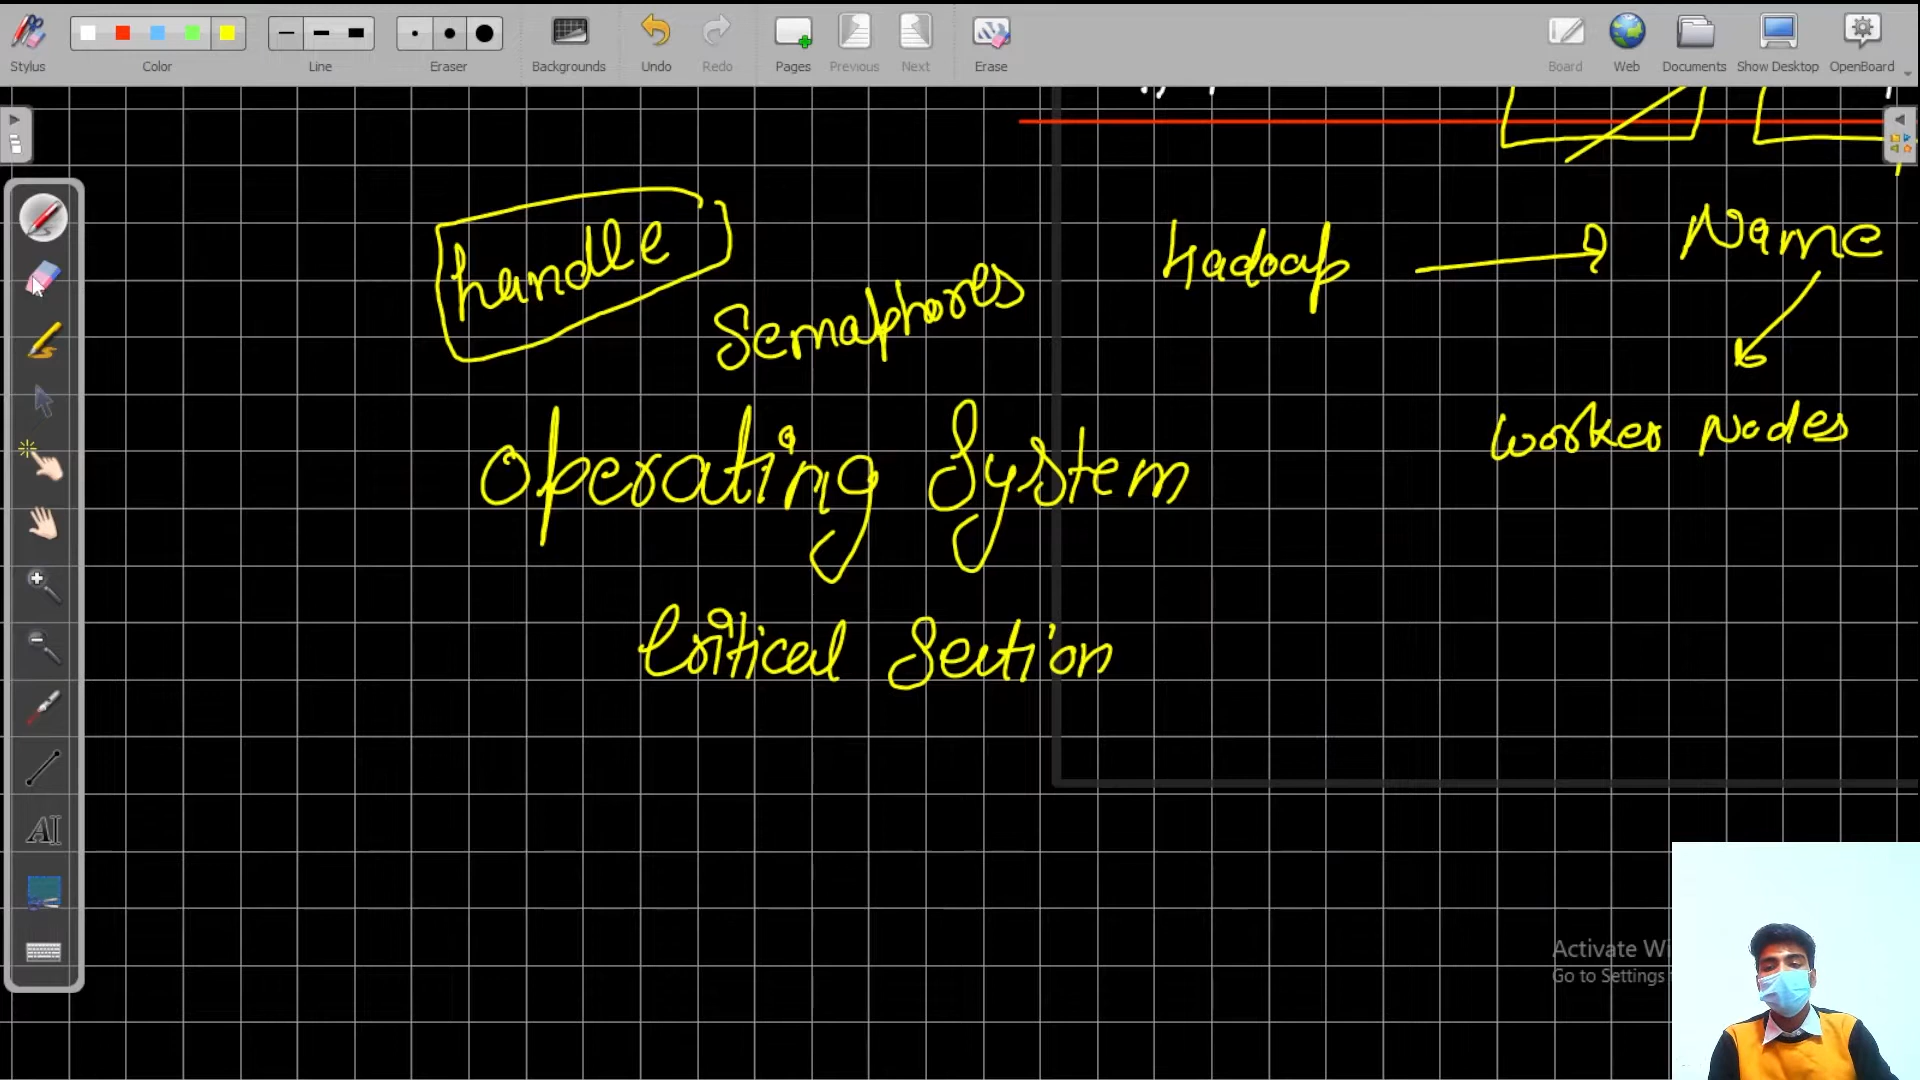 Stylus Color Line Eraser Backgrounds Undo Redo Pages Previous Next Erase Board Web Documents Show Desktop OpenBoard
handle
Semaphores
Operating System
Critical Section
hadoop
Name
Worker Nodes
AI
Activate Wi
Go to Settings